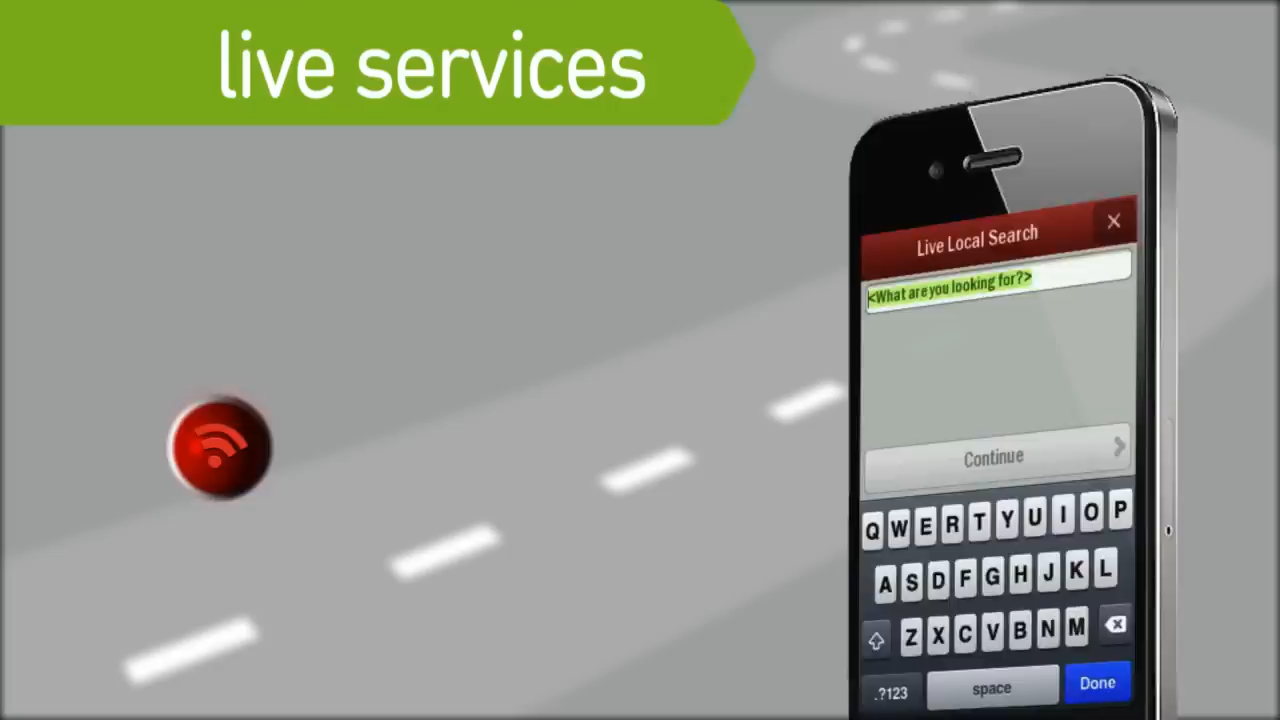 live services
Live Local Search
<What are you looking for?>
Continue
Q W E R T Y U I O P
A S D F G H J K L
Z X C V B N M
.?123 space Done